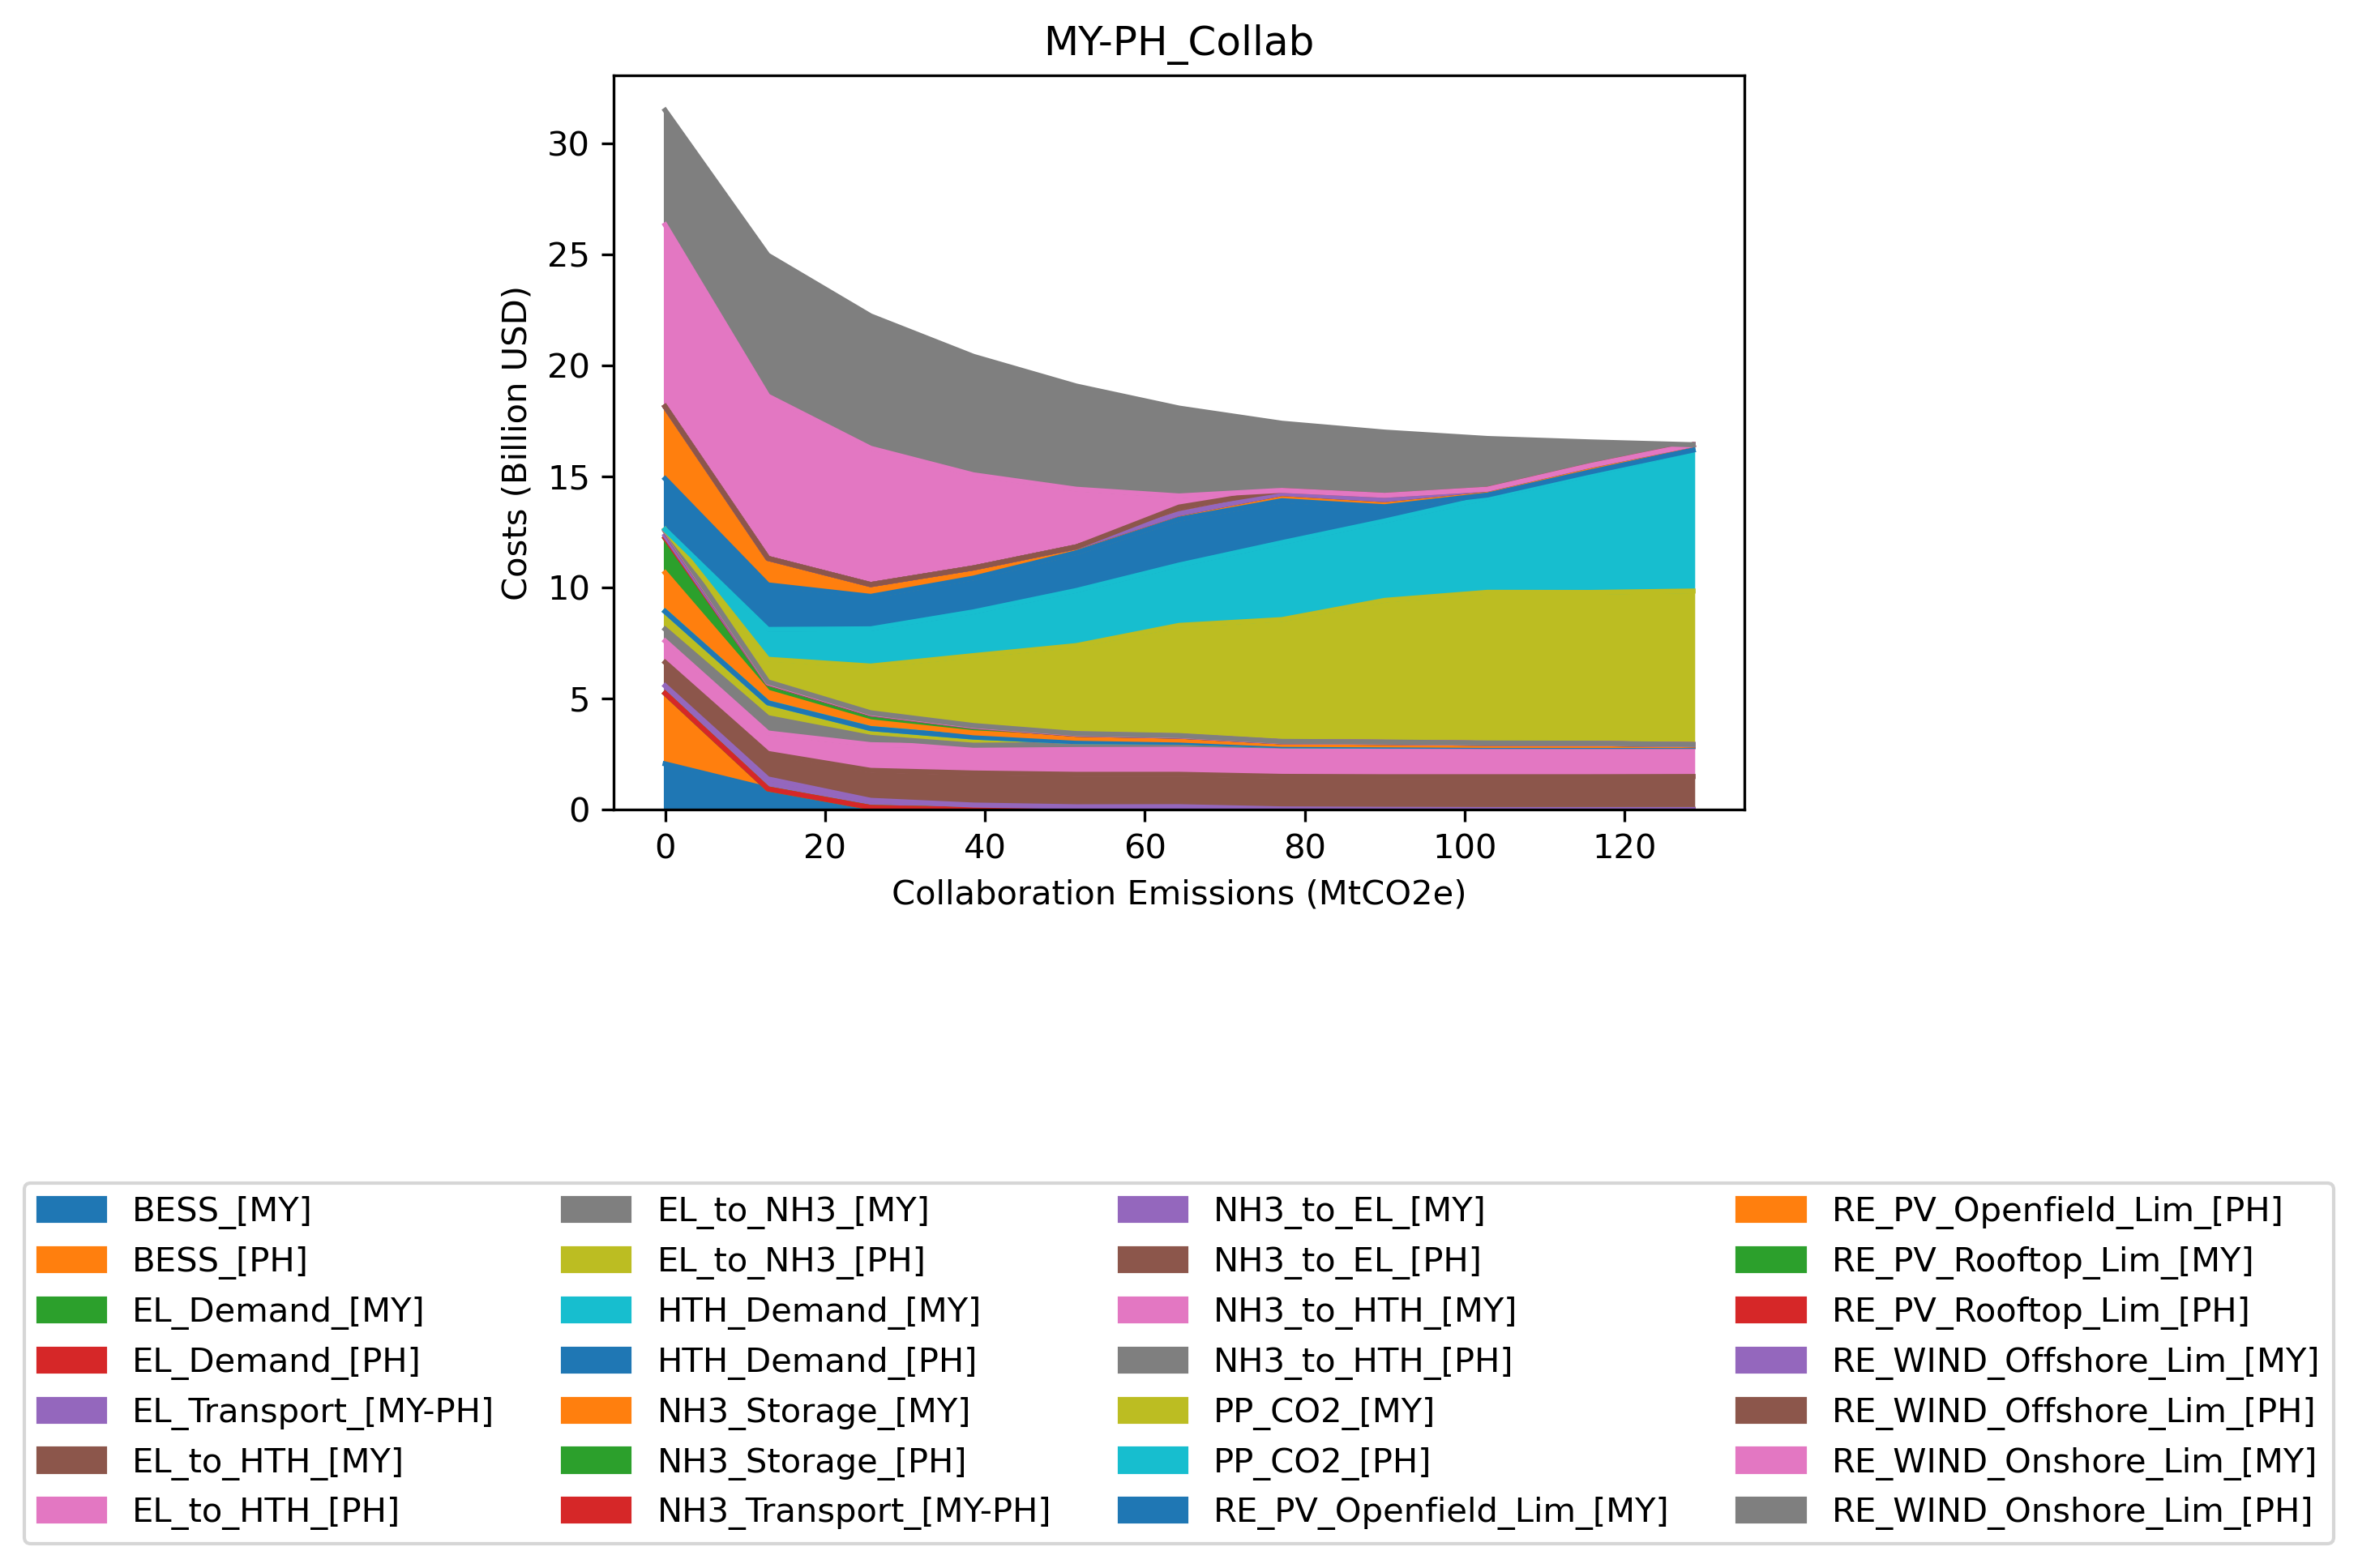 MY-PH_Collab
Costs (Billion USD)
30
25
20
15
10
5
0
0 20 40 60 80 100 120
Collaboration Emissions (MtCO2e)
BESS_[MY]
BESS_[PH]
EL_Demand_[MY]
EL_Demand_[PH]
EL_Transport_[MY-PH]
EL_to_HTH_[MY]
EL_to_HTH_[PH]
EL_to_NH3_[MY]
EL_to_NH3_[PH]
HTH_Demand_[MY]
HTH_Demand_[PH]
NH3_Storage_[MY]
NH3_Storage_[PH]
NH3_Transport_[MY-PH]
NH3_to_EL_[MY]
NH3_to_EL_[PH]
NH3_to_HTH_[MY]
NH3_to_HTH_[PH]
PP_CO2_[MY]
PP_CO2_[PH]
RE_PV_Openfield_Lim_[MY]
RE_PV_Openfield_Lim_[PH]
RE_PV_Rooftop_Lim_[MY]
RE_PV_Rooftop_Lim_[PH]
RE_WIND_Offshore_Lim_[MY]
RE_WIND_Offshore_Lim_[PH]
RE_WIND_Onshore_Lim_[MY]
RE_WIND_Onshore_Lim_[PH]